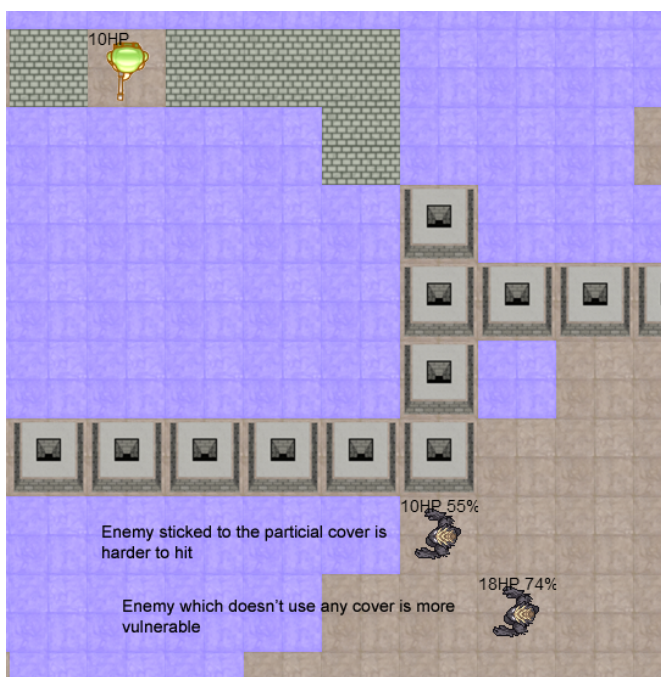 10HP
10HP 55%
Enemy sticked to the particial cover is
harder to hit
18HP 74%
Enemy which doesn't use any cover is more
vulnerable